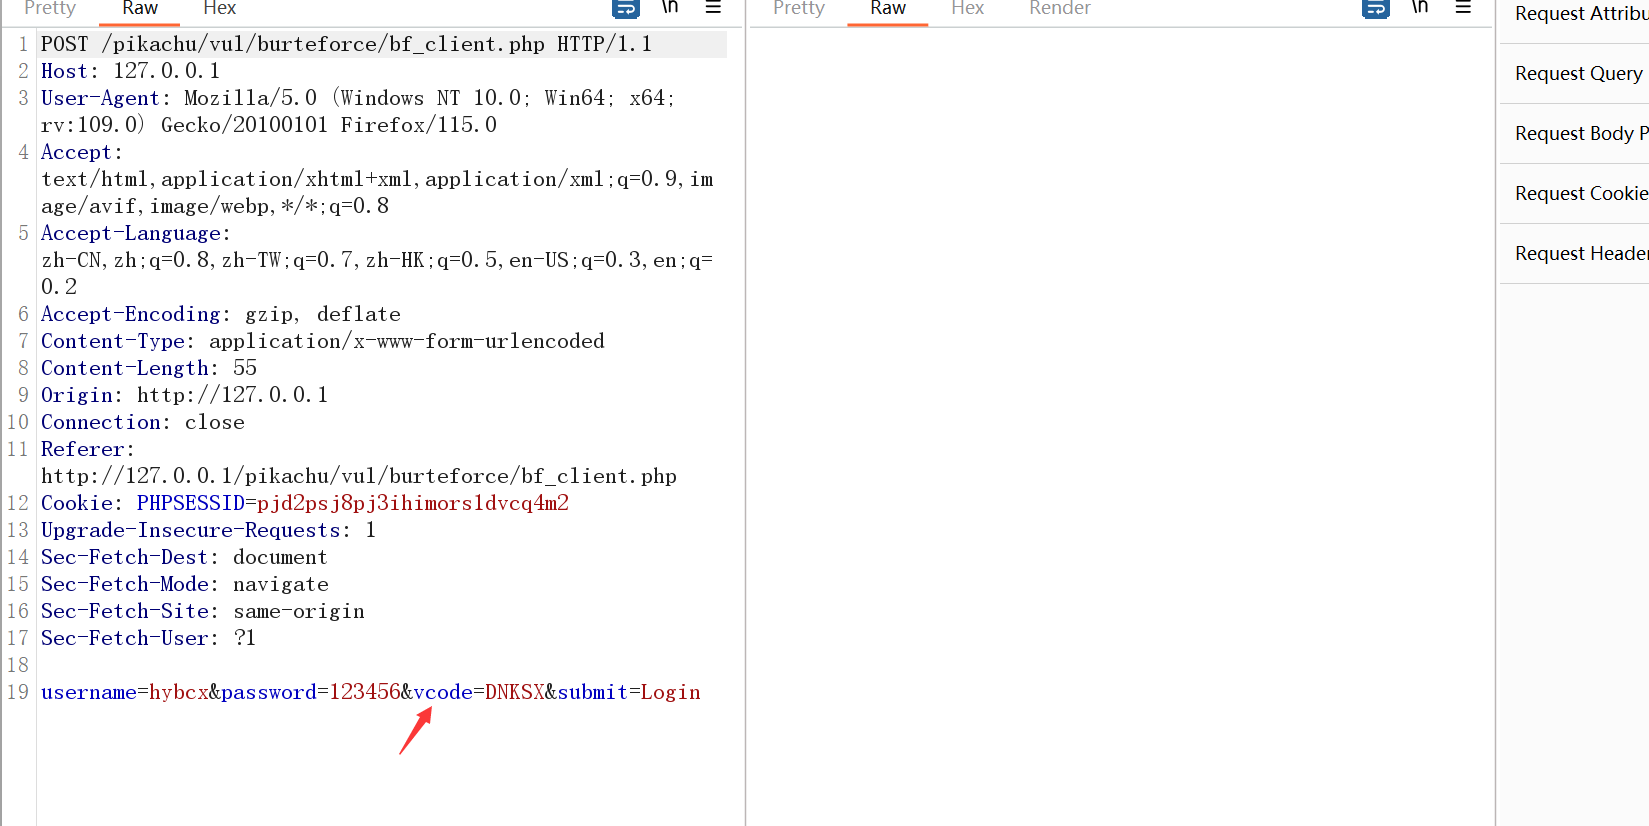 Pretty Raw Hex \n
1 POST /pikachu/vul/burteforce/bf_client.php HTTP/1.1
2 Host: 127.0.0.1
3 User-Agent: Mozilla/5.0 (Windows NT 10.0; Win64; x64;
rv:109.0) Gecko/20100101 Firefox/115.0
4 Accept:
text/html,application/xhtml+xml,application/xml;q=0.9,im
age/avif,image/webp,*/*;q=0.8
5 Accept-Language:
zh-CN,zh;q=0.8,zh-TW;q=0.7,zh-HK;q=0.5,en-US;q=0.3,en;q=
0.2
6 Accept-Encoding: gzip, deflate
7 Content-Type: application/x-www-form-urlencoded
8 Content-Length: 55
9 Origin: http://127.0.0.1
10 Connection: close
11 Referer:
http://127.0.0.1/pikachu/vul/burteforce/bf_client.php
12 Cookie: PHPSESSID=pjd2psj8pj3ihimors1dvcq4m2
13 Upgrade-Insecure-Requests: 1
14 Sec-Fetch-Dest: document
15 Sec-Fetch-Mode: navigate
16 Sec-Fetch-Site: same-origin
17 Sec-Fetch-User: ?1
18
19 username=hybcx&password=123456&vcode=DNKSX&submit=Login
Pretty Raw Hex Render \n
Request Attribu
Request Query
Request Body P
Request Cookie
Request Header